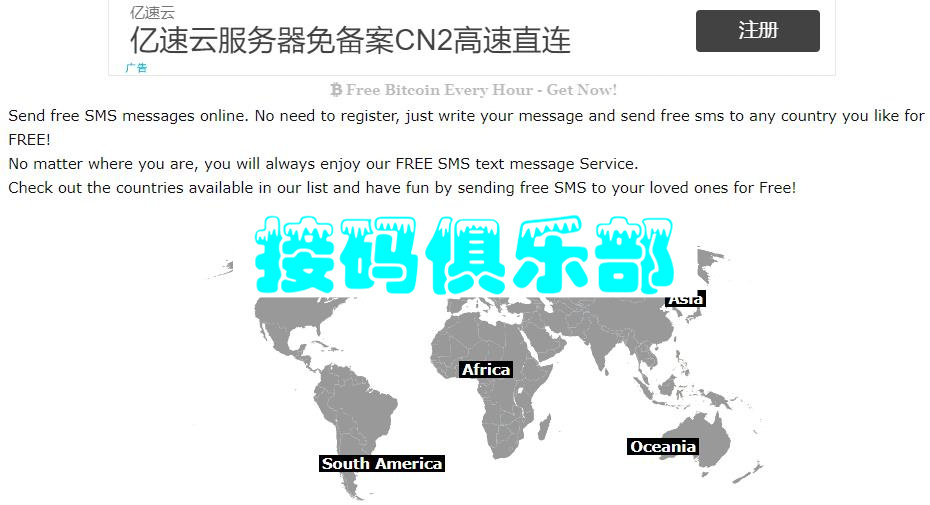 亿速云
亿速云服务器免备案CN2高速直连
注册
广告
Free Bitcoin Every Hour - Get Now!
Send free SMS messages online. No need to register, just write your message and send free sms to any country you like for
FREE!
No matter where you are, you will always enjoy our FREE SMS text message Service.
Check out the countries available in our list and have fun by sending free SMS to your loved ones for Free!
接码俱乐部
Asia
Africa
Oceania
South America